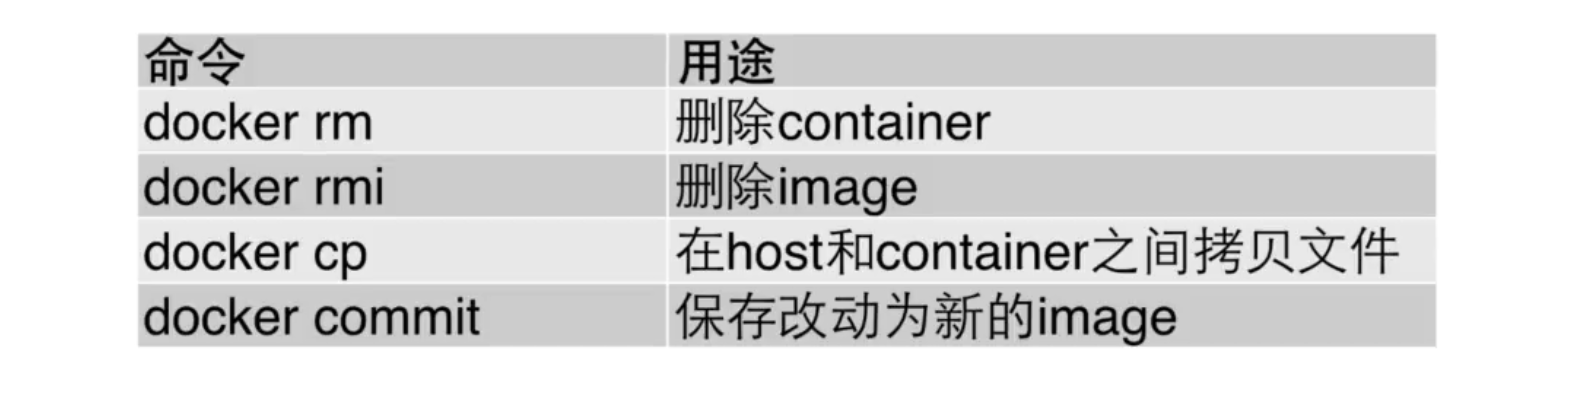 命令 用途
docker rm 删除container
docker rmi 删除image
docker cp 在host和container之间拷贝文件
docker commit 保存改动为新的image